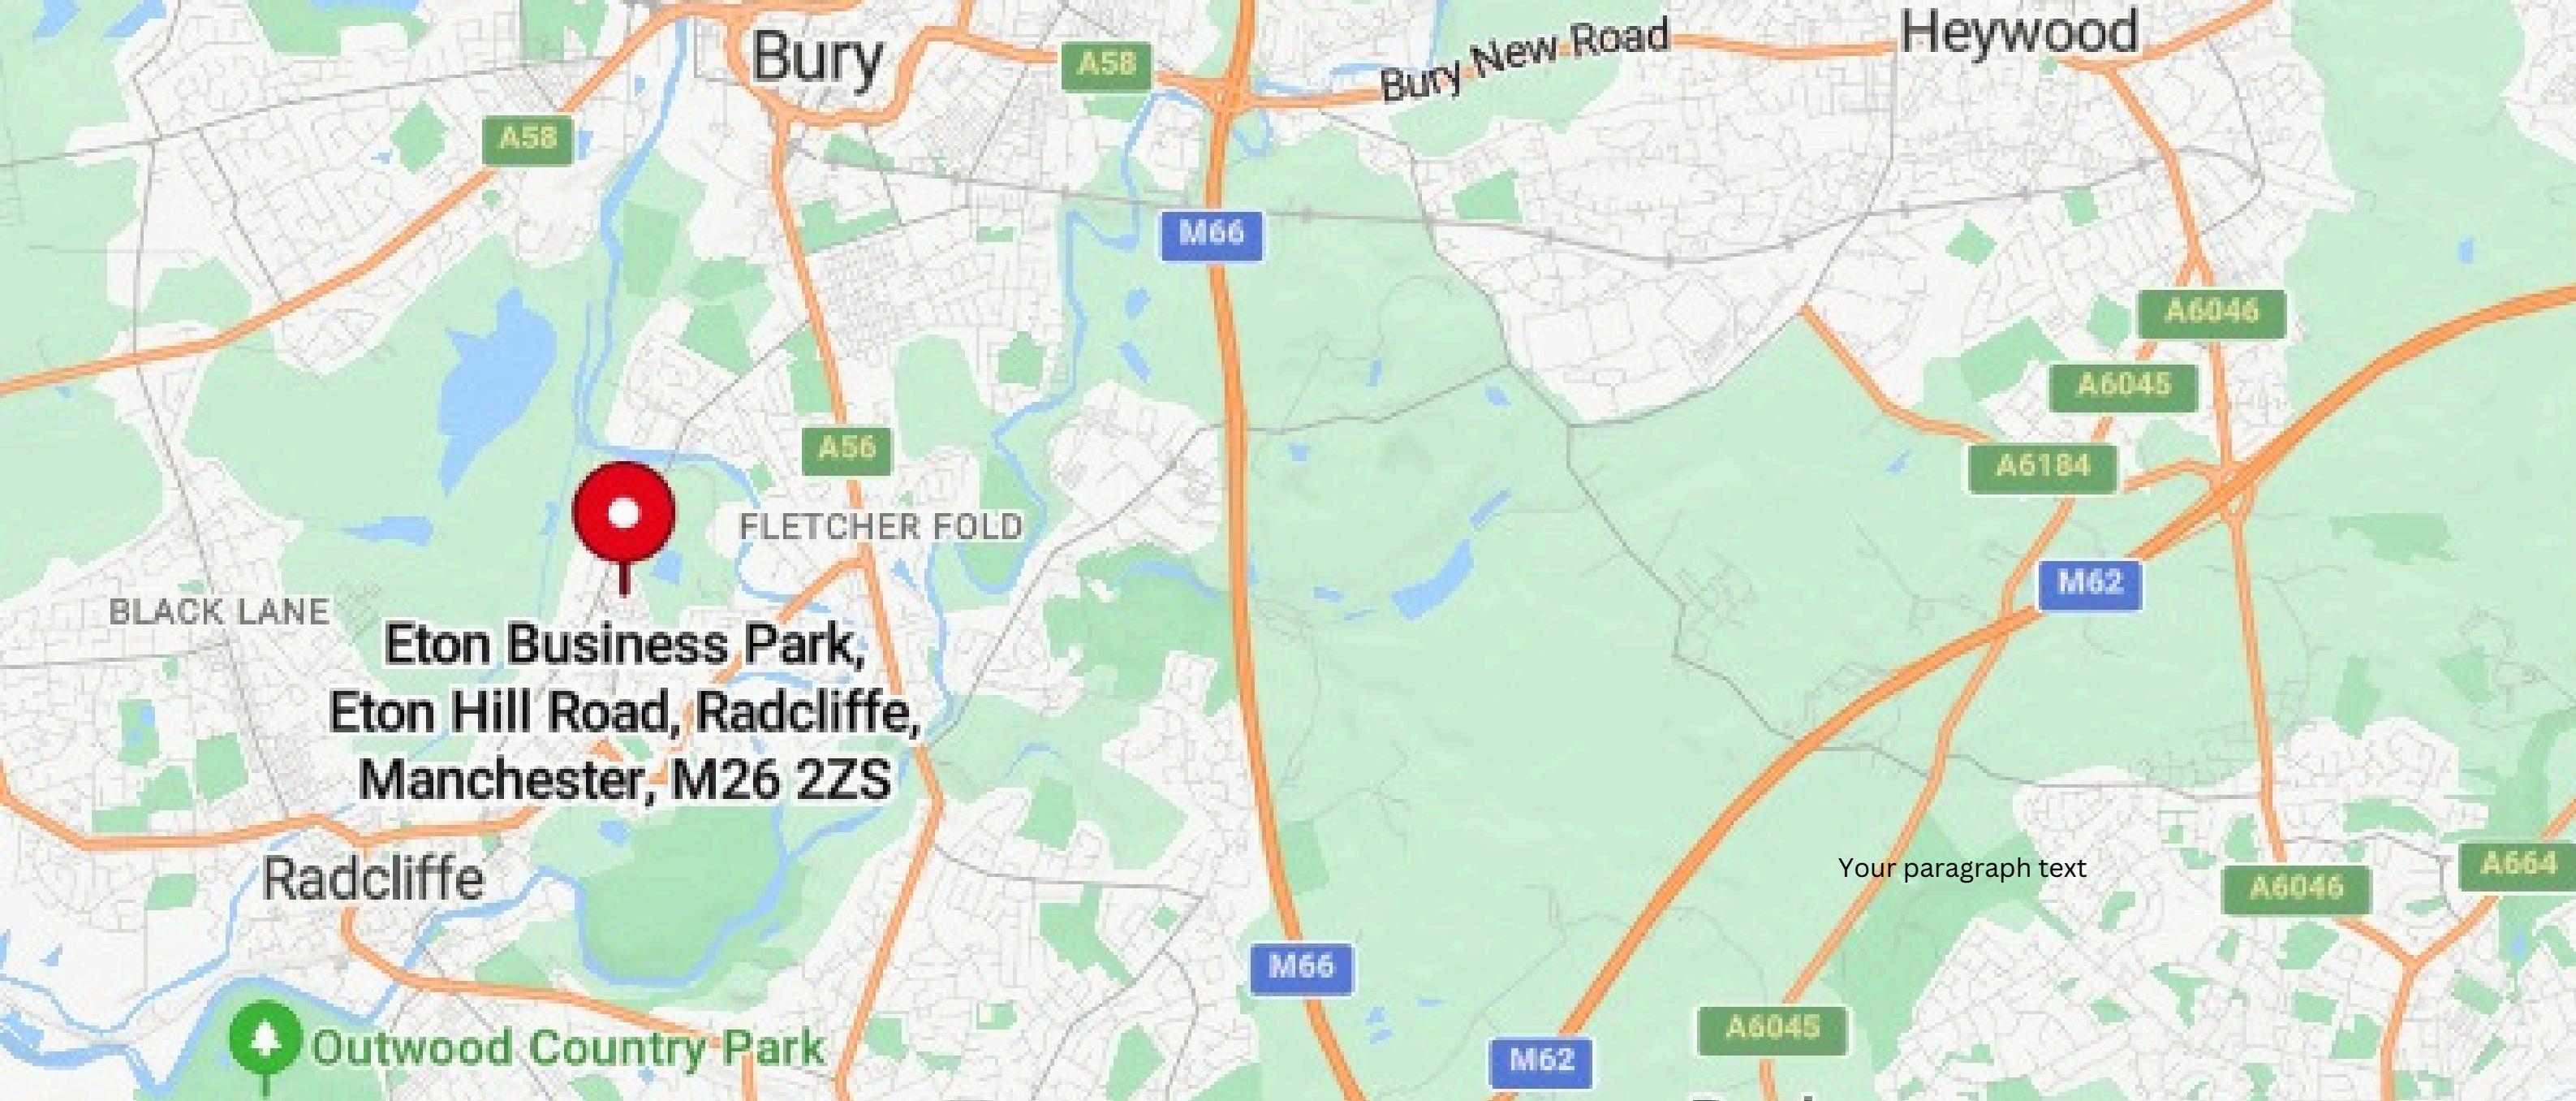 Bury
A58
Bury New Road
Heywood
A58
M66
A6046
A6045
A56
A6184
FLETCHER FOLD
M62
BLACK LANE
Eton Business Park,
Eton Hill Road, Radcliffe,
Manchester, M26 2ZS
Radcliffe
Your paragraph text
A664
A6046
M66
A6045
Outwood Country Park
M62